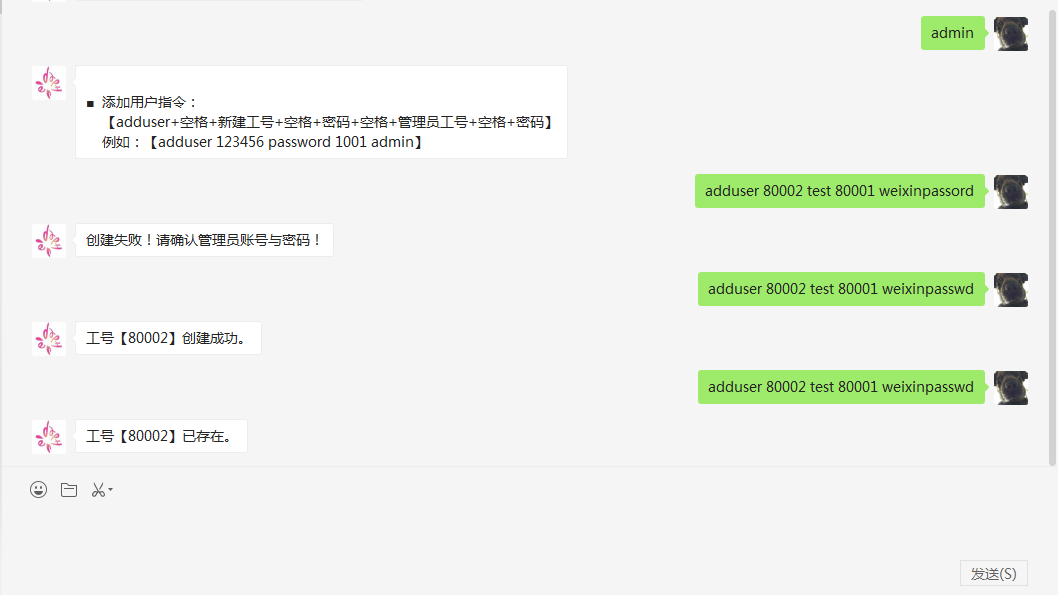 admin
■ 添加用户指令：
【adduser+空格+新建工号+空格+密码+空格+管理员工号+空格+密码】
例如：【adduser 123456 password 1001 admin】
adduser 80002 test 80001 weixinpassord
创建失败！请确认管理员账号与密码！
adduser 80002 test 80001 weixinpasswd
工号【80002】创建成功。
adduser 80002 test 80001 weixinpasswd
工号【80002】已存在。
发送(S)